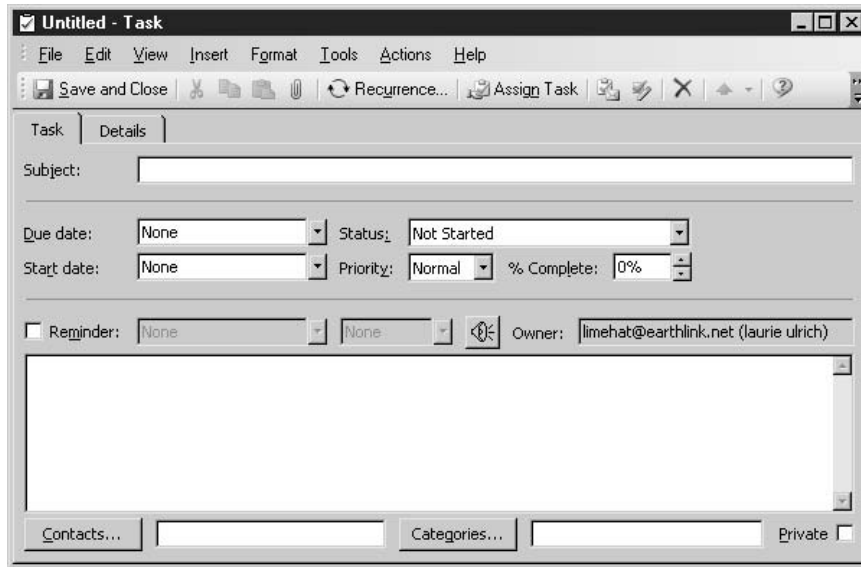 Untitled - Task
File Edit View Insert Format Tools Actions Help
Save and Close Recurrence... Assign Task
Task Details
Subject:
Due date: None Status: Not Started
Start date: None Priority: Normal % Complete: 0%
Reminder: None None Owner: limehat@earthlink.net (laurie ulrich)
Contacts... Categories... Private